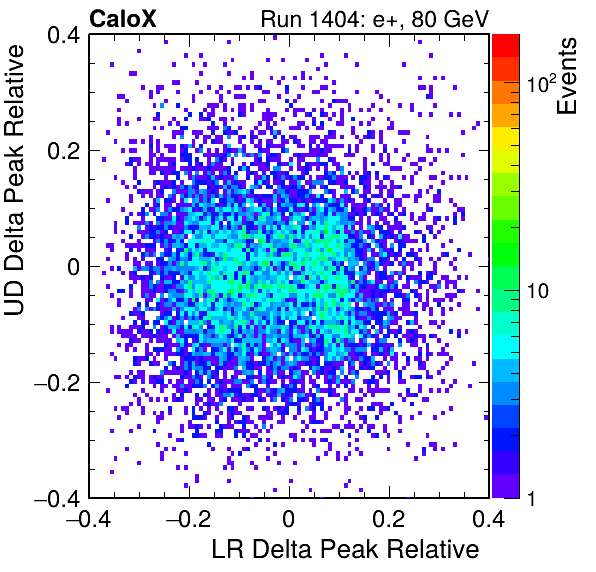 CaloX Run 1404: e+, 80 GeV
0.4
0.2
0
−0.2
−0.4
−0.4 −0.2 0 0.2 0.4
UD Delta Peak Relative
LR Delta Peak Relative
10²
10
1
Events